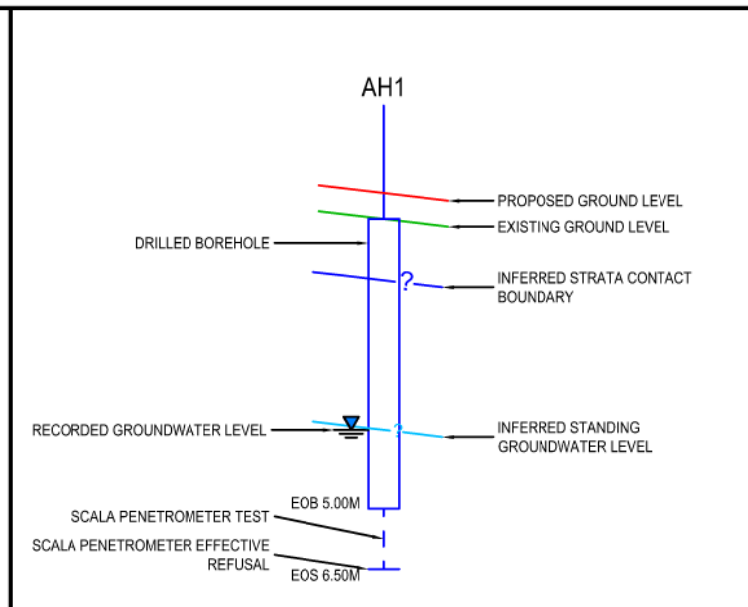 AH1
PROPOSED GROUND LEVEL
EXISTING GROUND LEVEL
DRILLED BOREHOLE
?
INFERRED STRATA CONTACT
BOUNDARY
RECORDED GROUNDWATER LEVEL
?
INFERRED STANDING
GROUNDWATER LEVEL
EOB 5.00M
SCALA PENETROMETER TEST
SCALA PENETROMETER EFFECTIVE
REFUSAL
EOS 6.50M